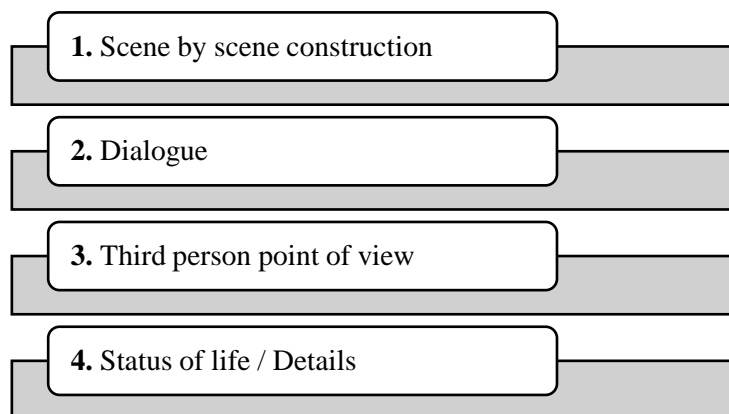 1. Scene by scene construction
2. Dialogue
3. Third person point of view
4. Status of life / Details